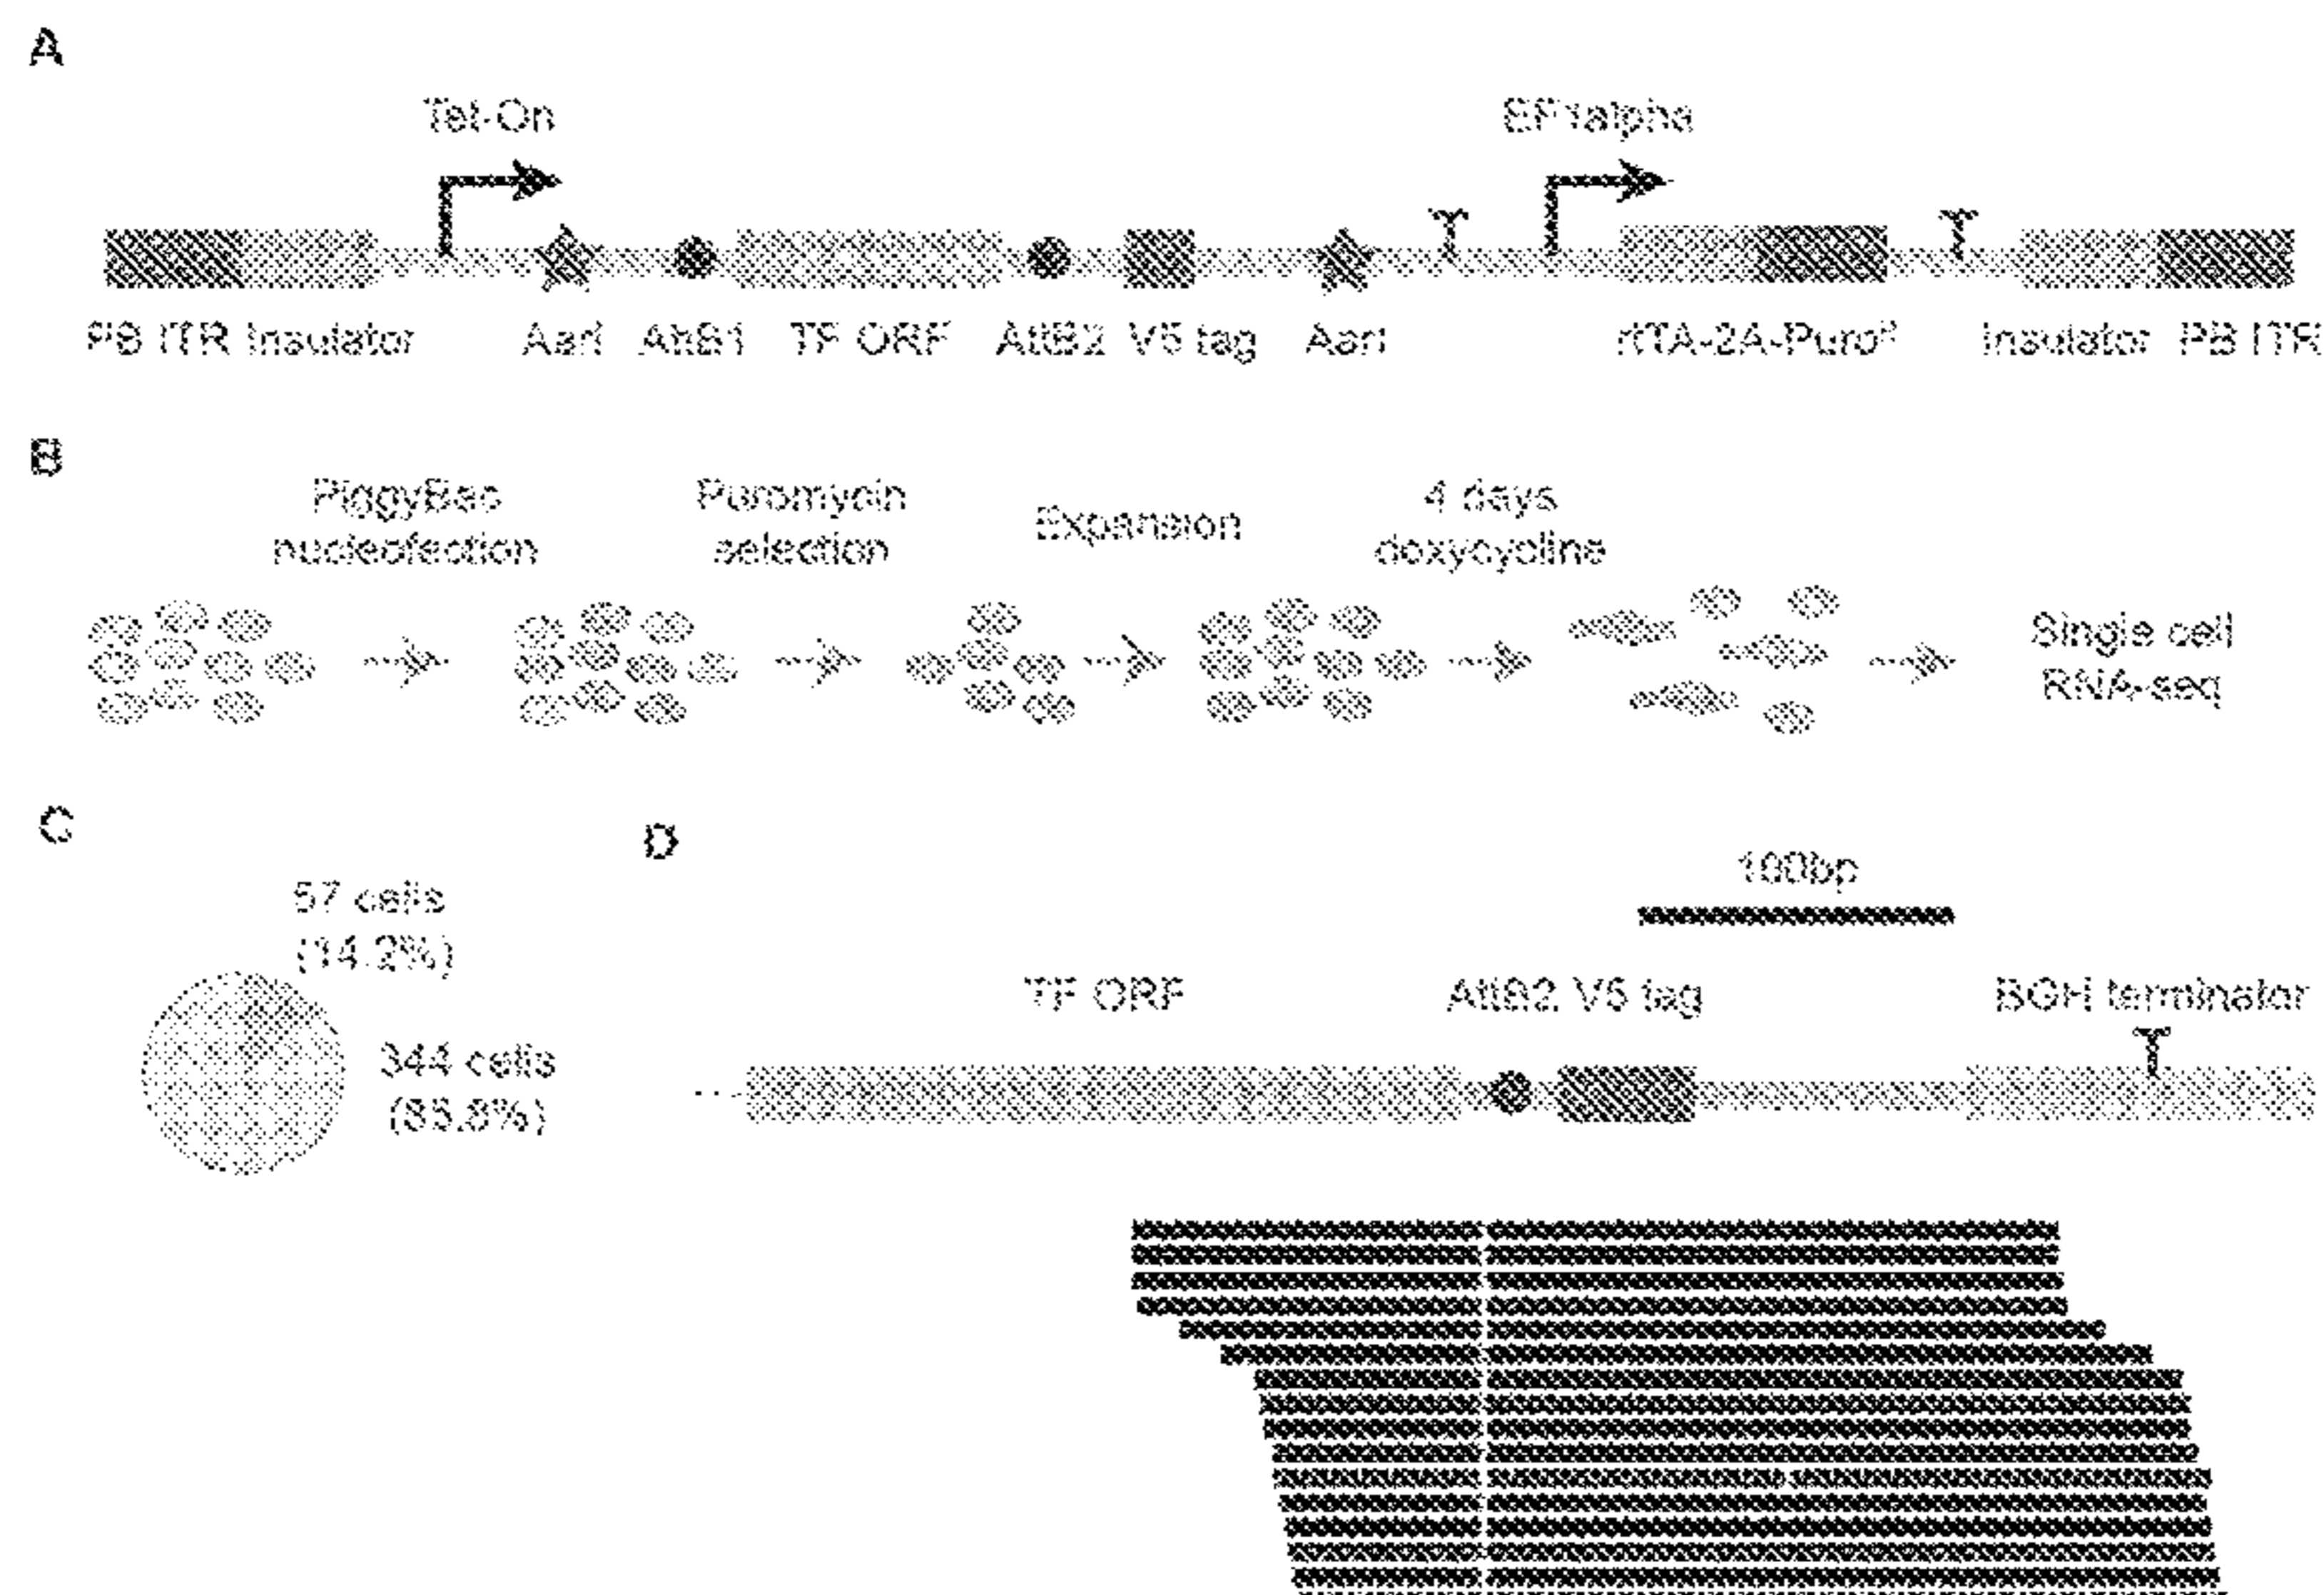 A
Tet-On
EF1alpha
PB ITR Insulator AarI AttB1 TF ORF AttB2 V5 tag AarI rtTA-2A-Puro^R Insulator PB ITR
B
PiggyBac
nucleofection
Puromycin
selection
Expansion
4 days
doxycycline
Single cell
RNA-seq
C
57 cells
(14.2%)
344 cells
(85.8%)
D
100bp
TF ORF
AttB2 V5 tag
BGH terminator